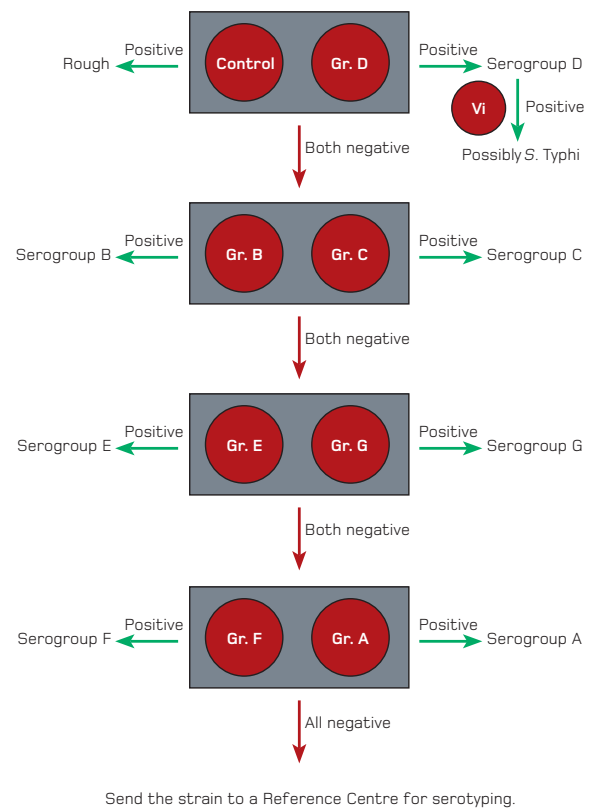 Positive
Rough
Control
Gr. D
Positive
Serogroup D
Vi
Positive
Possibly S. Typhi
Both negative
Positive
Serogroup B
Gr. B
Gr. C
Positive
Serogroup C
Both negative
Positive
Serogroup E
Gr. E
Gr. G
Positive
Serogroup G
Both negative
Positive
Serogroup F
Gr. F
Gr. A
Positive
Serogroup A
All negative
Send the strain to a Reference Centre for serotyping.